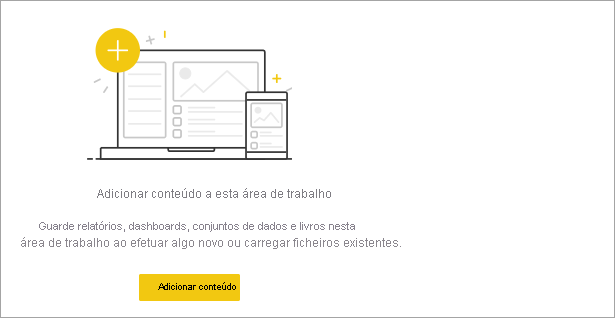 Adicionar conteúdo a esta área de trabalho
Guarde relatórios, dashboards, conjuntos de dados e livros nesta
área de trabalho ao efetuar algo novo ou carregar ficheiros existentes.
Adicionar conteúdo